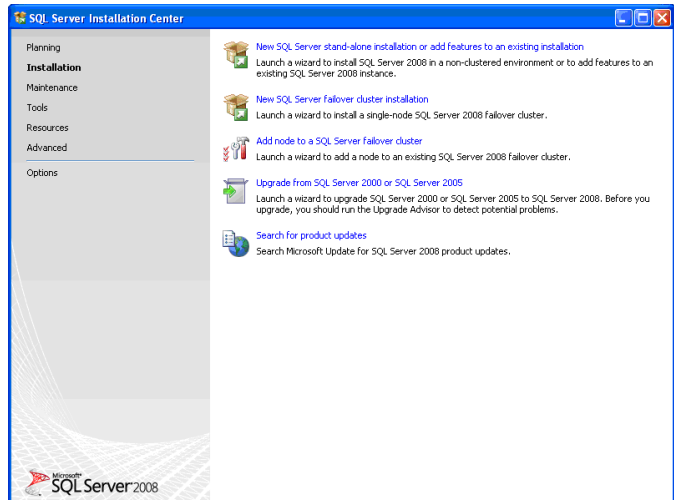 SQL Server Installation Center
Planning
Installation
Maintenance
Tools
Resources
Advanced
Options
New SQL Server stand-alone installation or add features to an existing installation
Launch a wizard to install SQL Server 2008 in a non-clustered environment or to add features to an
existing SQL Server 2008 instance.
New SQL Server failover cluster installation
Launch a wizard to install a single-node SQL Server 2008 failover cluster.
Add node to a SQL Server failover cluster
Launch a wizard to add a node to an existing SQL Server 2008 failover cluster.
Upgrade from SQL Server 2000 or SQL Server 2005
Launch a wizard to upgrade SQL Server 2000 or SQL Server 2005 to SQL Server 2008. Before you
upgrade, you should run the Upgrade Advisor to detect potential problems.
Search for product updates
Search Microsoft Update for SQL Server 2008 product updates.
Microsoft
SQL Server 2008